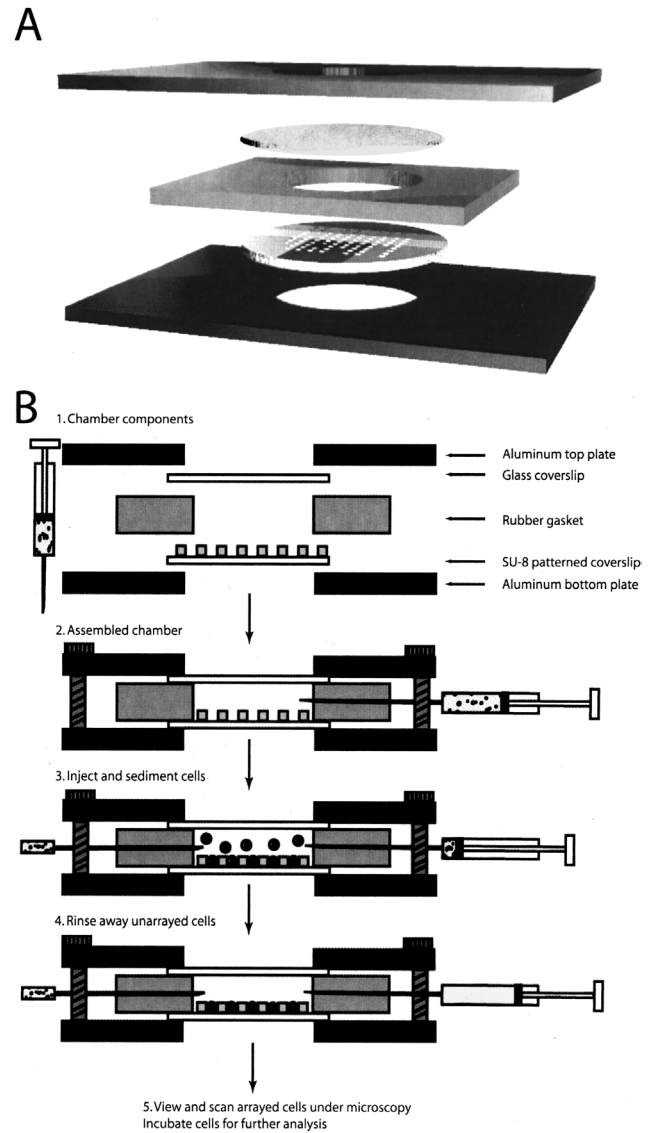 A
B
1. Chamber components
Aluminum top plate
Glass coverslip
Rubber gasket
SU-8 patterned coverslip
Aluminum bottom plate
2. Assembled chamber
3. Inject and sediment cells
4. Rinse away unarrayed cells
5. View and scan arrayed cells under microscopy
Incubate cells for further analysis